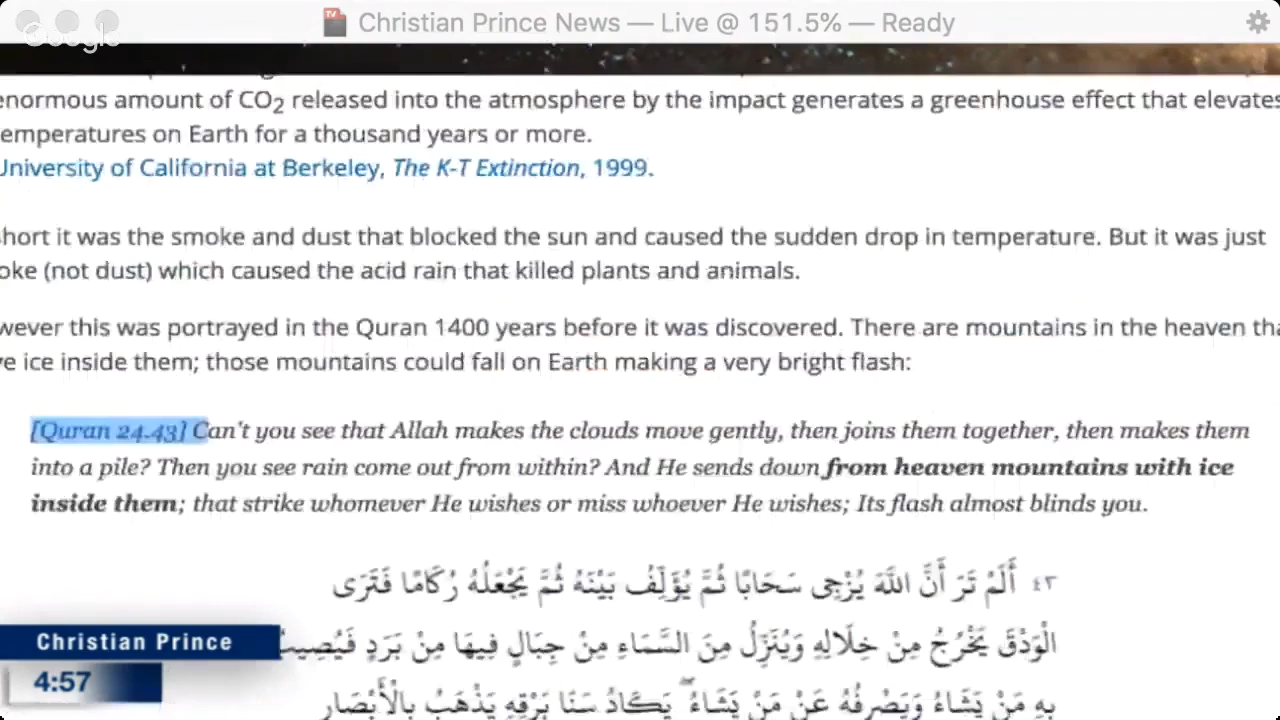 Christian Prince News — Live @ 151.5% — Ready
Google
enormous amount of CO2 released into the atmosphere by the impact generates a greenhouse effect that elevates
emperatures on Earth for a thousand years or more.
University of California at Berkeley, The K-T Extinction, 1999.
short it was the smoke and dust that blocked the sun and caused the sudden drop in temperature. But it was just
oke (not dust) which caused the acid rain that killed plants and animals.
wever this was portrayed in the Quran 1400 years before it was discovered. There are mountains in the heaven tha
ve ice inside them; those mountains could fall on Earth making a very bright flash:
[Quran 24.43] Can't you see that Allah makes the clouds move gently, then joins them together, then makes them
into a pile? Then you see rain come out from within? And He sends down from heaven mountains with ice
inside them; that strike whomever He wishes or miss whoever He wishes; Its flash almost blinds you.
٤٣ أَلَمْ تَرَ أَنَّ اللَّهَ يُزْجِي سَحَابًا ثُمَّ يُؤَلِّفُ بَيْنَهُ ثُمَّ يَجْعَلُهُ رُكَامًا فَتَرَى
الْوَدْقَ يَخْرُجُ مِنْ خِلَالِهِ وَيُنَزِّلُ مِنَ السَّمَاءِ مِنْ جِبَالٍ فِيهَا مِنْ بَرَدٍ فَيُصِيبُ
بِهِ مَنْ يَشَاءُ وَيَصْرِفُهُ عَنْ مَنْ يَشَاءُ ۖ يَكَادُ سَنَا بَرْقِهِ يَذْهَبُ بِالْأَبْصَارِ
Christian Prince
4:57